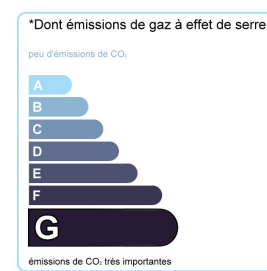 *Dont émissions de gaz à effet de serre
peu d'émissions de CO₂
A
B
C
D
E
F
G
émissions de CO₂ très importantes